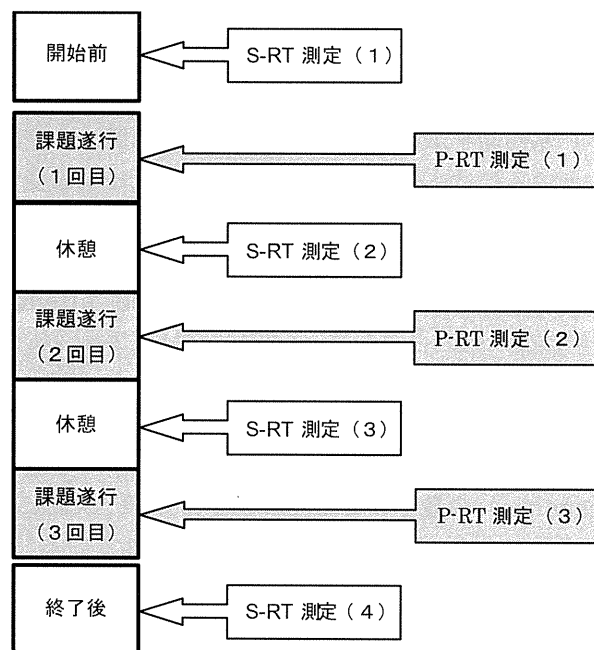 開始前
S-RT 測定（１）
課題遂行
（１回目）
P-RT 測定（１）
休憩
S-RT 測定（２）
課題遂行
（２回目）
P-RT 測定（２）
休憩
S-RT 測定（３）
課題遂行
（３回目）
P-RT 測定（３）
終了後
S-RT 測定（４）